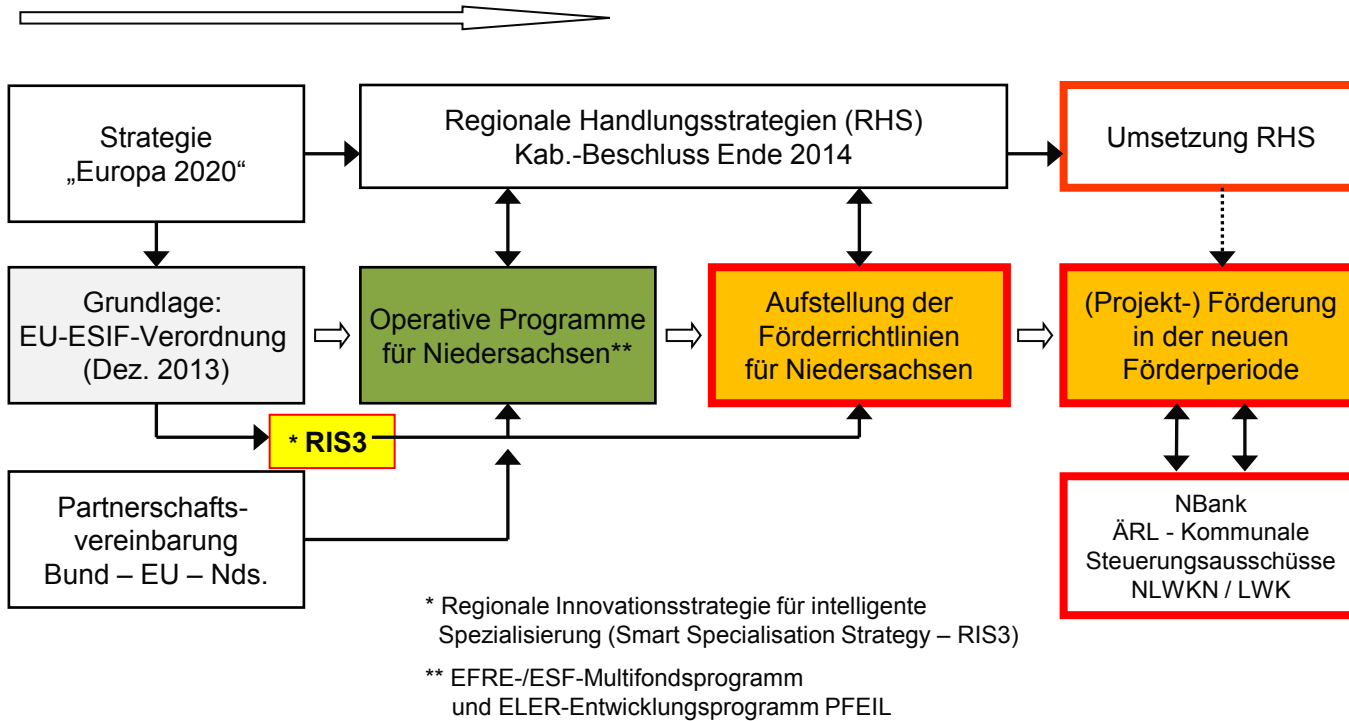 Strategie
„Europa 2020“
Regionale Handlungsstrategien (RHS)
Kab.-Beschluss Ende 2014
Umsetzung RHS
Grundlage:
EU-ESIF-Verordnung
(Dez. 2013)
Operative Programme
für Niedersachsen**
Aufstellung der
Förderrichtlinien
für Niedersachsen
(Projekt-) Förderung
in der neuen
Förderperiode
* RIS3
Partnerschafts-
vereinbarung
Bund – EU – Nds.
NBank
ÄRL - Kommunale
Steuerungsausschüsse
NLWKN / LWK
* Regionale Innovationsstrategie für intelligente
Spezialisierung (Smart Specialisation Strategy – RIS3)
** EFRE-/ESF-Multifondsprogramm
und ELER-Entwicklungsprogramm PFEIL